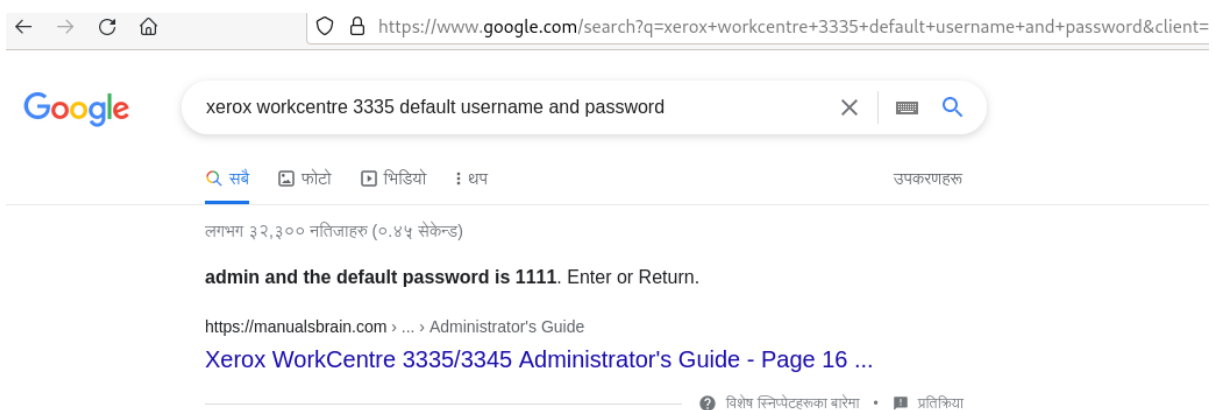 https://www.google.com/search?q=xerox+workcentre+3335+default+username+and+password&client=
Google
xerox workcentre 3335 default username and password
सबै फोटो भिडियो थप उपकरणहरू
लगभग ३२,३०० नतिजाहरु (०.४५ सेकेन्ड)
admin and the default password is 1111. Enter or Return.
https://manualsbrain.com › ... › Administrator's Guide
Xerox WorkCentre 3335/3345 Administrator's Guide - Page 16 ...
विशेष स्निप्पेटहरूका बारेमा • प्रतिक्रिया